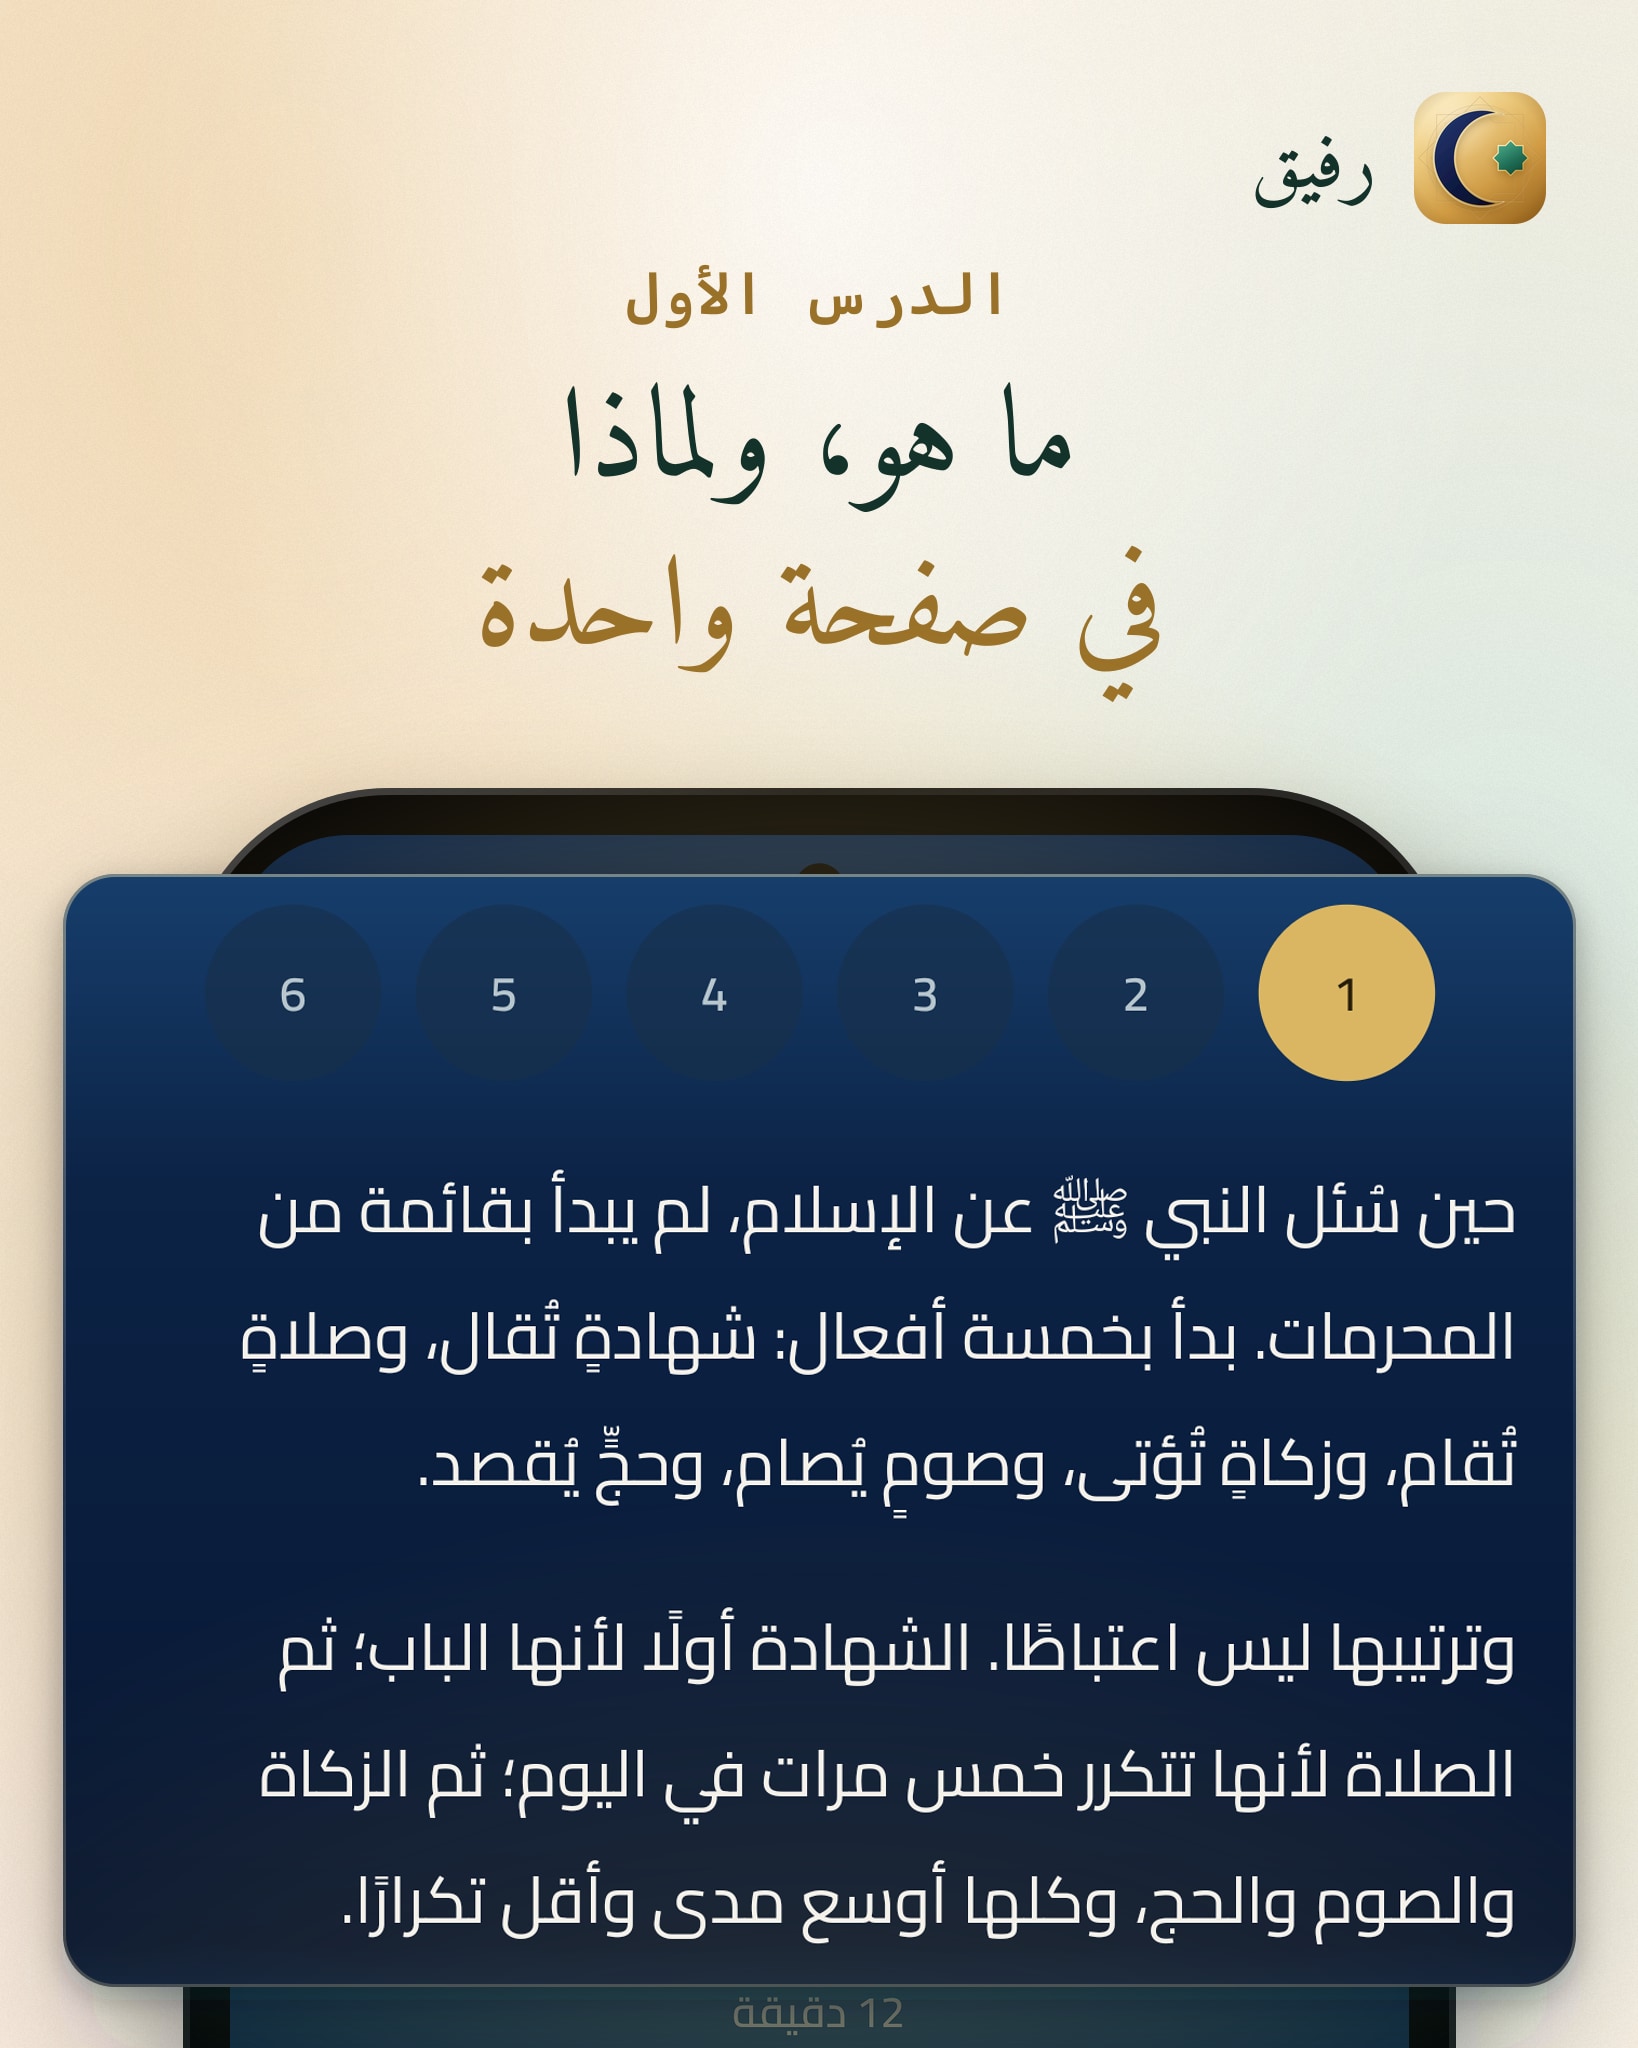 رفيق
الدرس الأول
ما هو، ولماذا
في صفحة واحدة
1 2 3 4 5 6
حين سُئل النبي ﷺ عن الإسلام، لم يبدأ بقائمة من
المحرمات. بدأ بخمسة أفعال: شهادةٍ تُقال، وصلاةٍ
تُقام، وزكاةٍ تُؤتى، وصومٍ يُصام، وحجٍّ يُقصد.
وترتيبها ليس اعتباطًا. الشهادة أولًا لأنها الباب؛ ثم
الصلاة لأنها تتكرر خمس مرات في اليوم؛ ثم الزكاة
والصوم والحج، وكلها أوسع مدى وأقل تكرارًا.
12 دقيقة